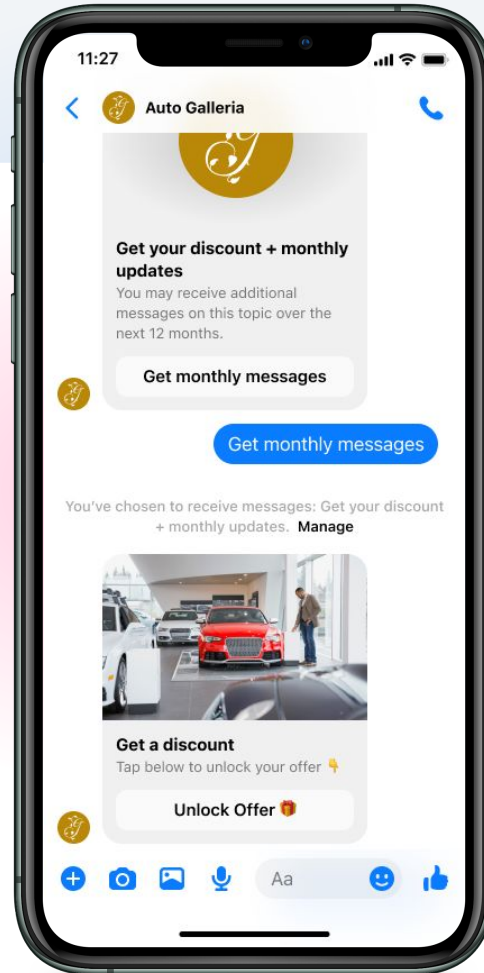 11:27
Auto Galleria
Get your discount + monthly
updates
You may receive additional
messages on this topic over the
next 12 months.
Get monthly messages
Get monthly messages
You've chosen to receive messages: Get your discount
+ monthly updates. Manage
Get a discount
Tap below to unlock your offer 👇
Unlock Offer 🎁
Aa